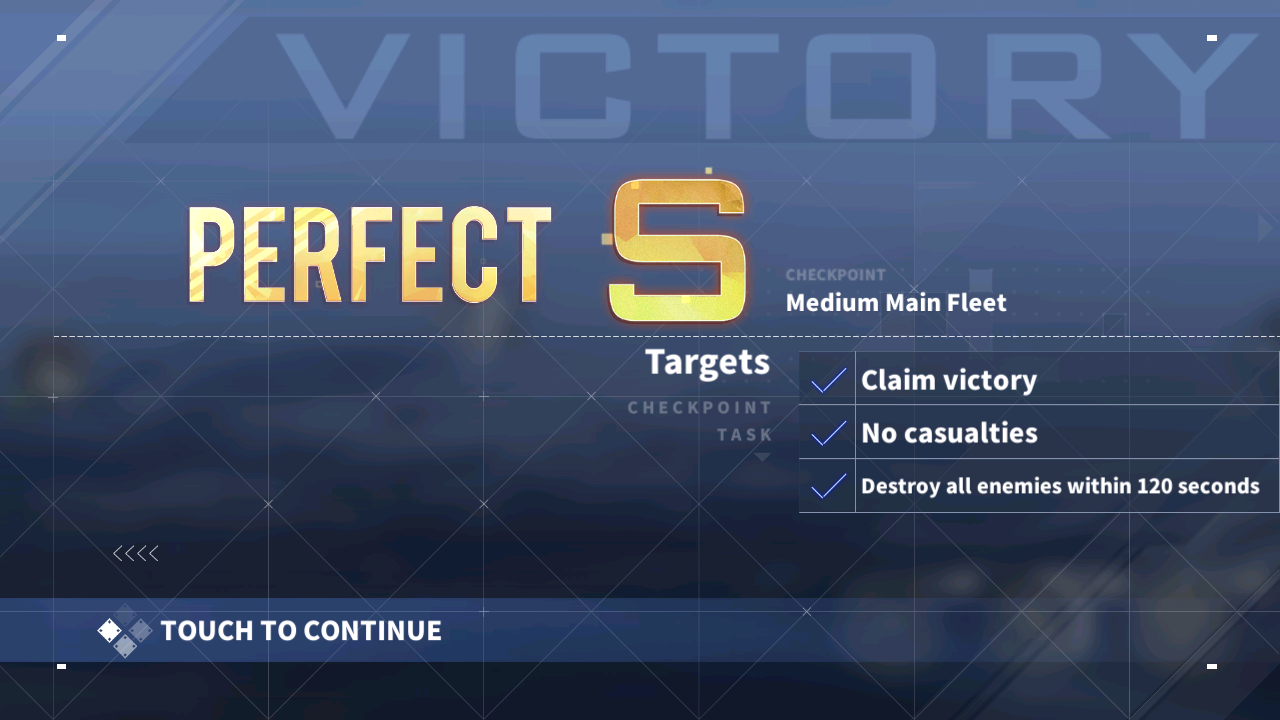 VICTORY
PERFECT S
CHECKPOINT
Medium Main Fleet
Targets
CHECKPOINT
TASK
Claim victory
No casualties
Destroy all enemies within 120 seconds
TOUCH TO CONTINUE